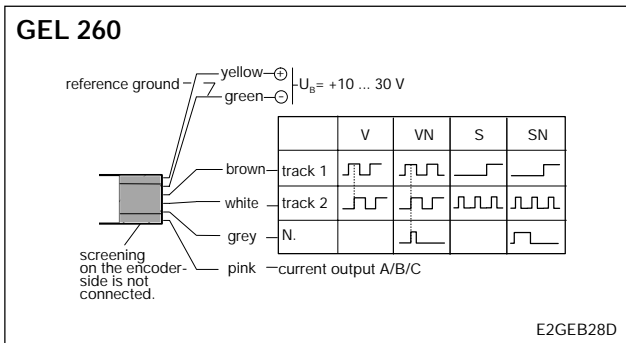 GEL 260
yellow
reference ground
+
U_B= +10 ... 30 V
green
-
V VN S SN
brown track 1
white track 2
grey N.
screening
on the encoder-
side is not
connected.
pink current output A/B/C
E2GEB28D